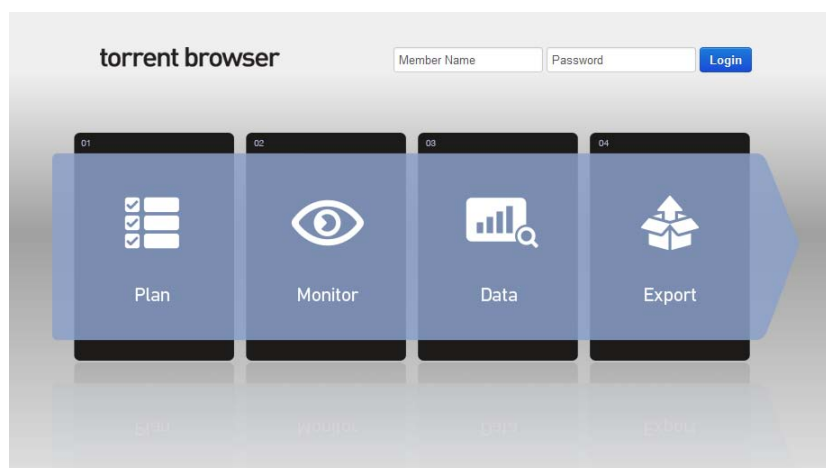 torrent browser
Member Name Password Login
01 02 03 04
Plan Monitor Data Export